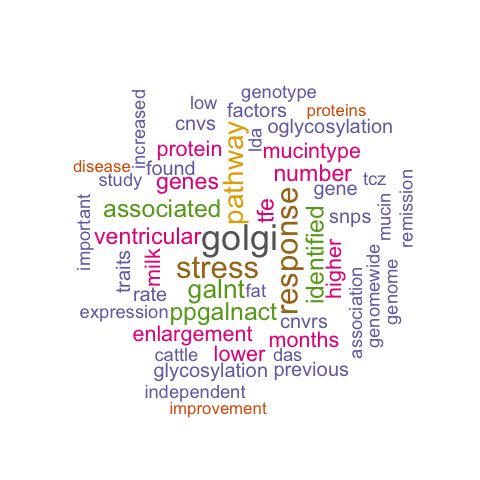 genotype
low
factors
proteins
increased
cnvs
pathway
lda
oglycosylation
protein
mucintype
disease
found
number
study
genes
gene
tcz
remission
associated
tfe
response
identified
snps
mucin
important
ventricular
golgi
higher
genomewide
traits
milk
stress
association
genome
rate
galnt
fat
expression
ppgalnact
cnvrs
enlargement
months
cattle
lower
das
glycosylation
previous
independent
improvement